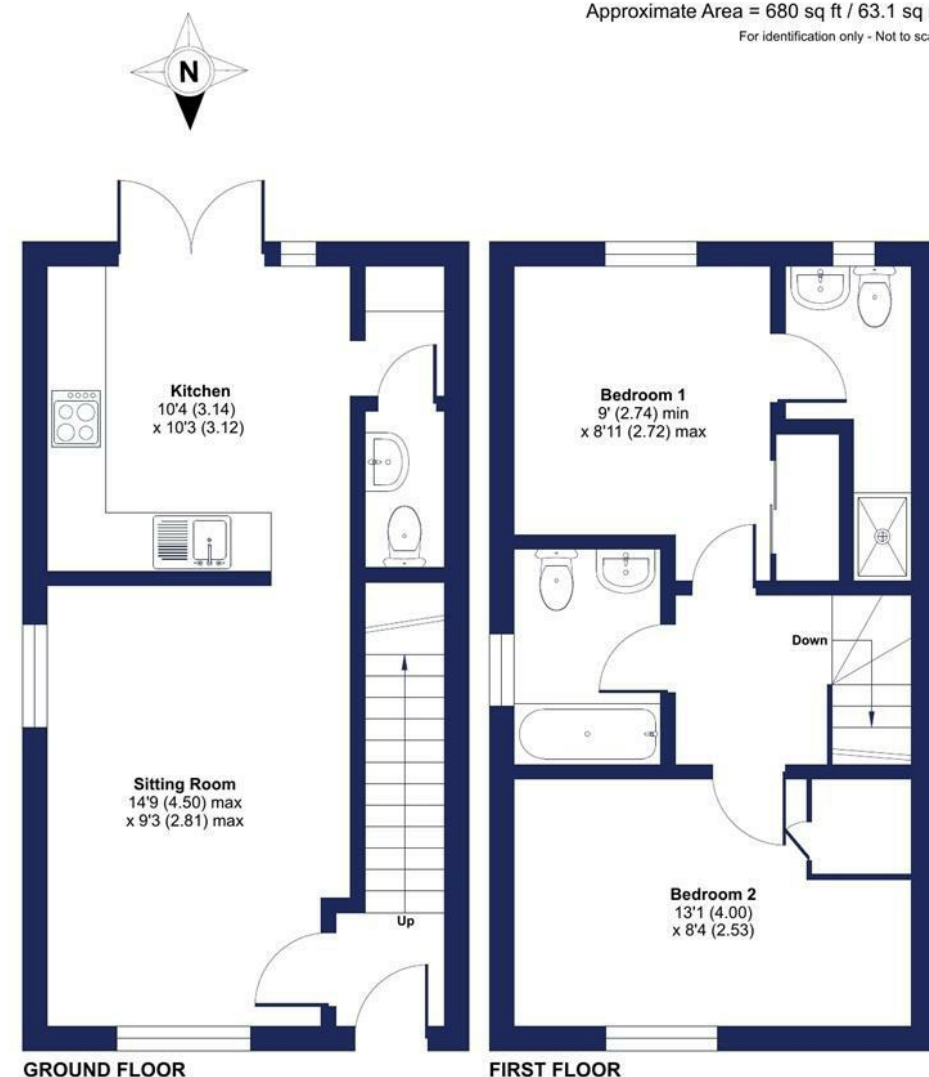 Approximate Area = 680 sq ft / 63.1 sq
For identification only - Not to
N
Kitchen
10'4 (3.14)
x 10'3 (3.12)
Sitting Room
14'9 (4.50) max
x 9'3 (2.81) max
Up
GROUND FLOOR
Bedroom 1
9' (2.74) min
x 8'11 (2.72) max
Down
Bedroom 2
13'1 (4.00)
x 8'4 (2.53)
FIRST FLOOR